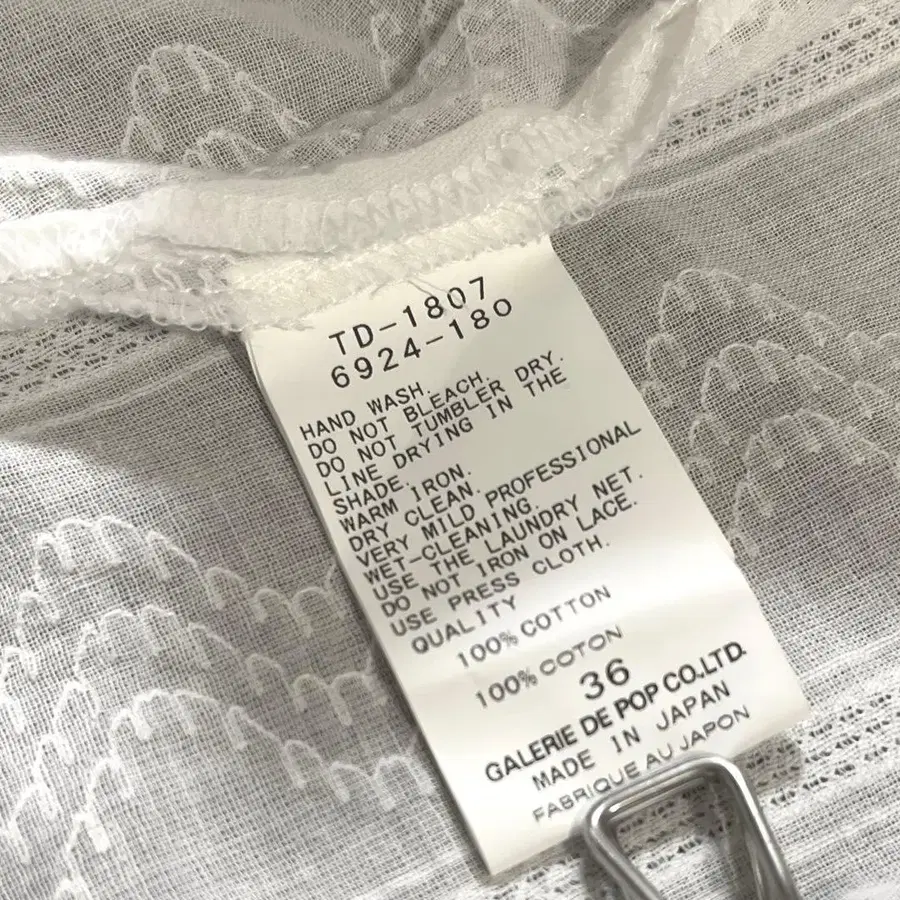 TD-1807
6924-180
HAND WASH.
DO NOT BLEACH.
DO NOT TUMBLER DRY.
LINE DRYING IN THE
SHADE.
WARM IRON.
DRY CLEAN.
VERY MILD PROFESSIONAL
WET-CLEANING.
USE THE LAUNDRY NET.
DO NOT IRON ON LACE.
USE PRESS CLOTH.
QUALITY
100% COTTON
100% COTON
36
GALERIE DE POP CO.LTD.
MADE IN JAPAN
FABRIQUE AU JAPON